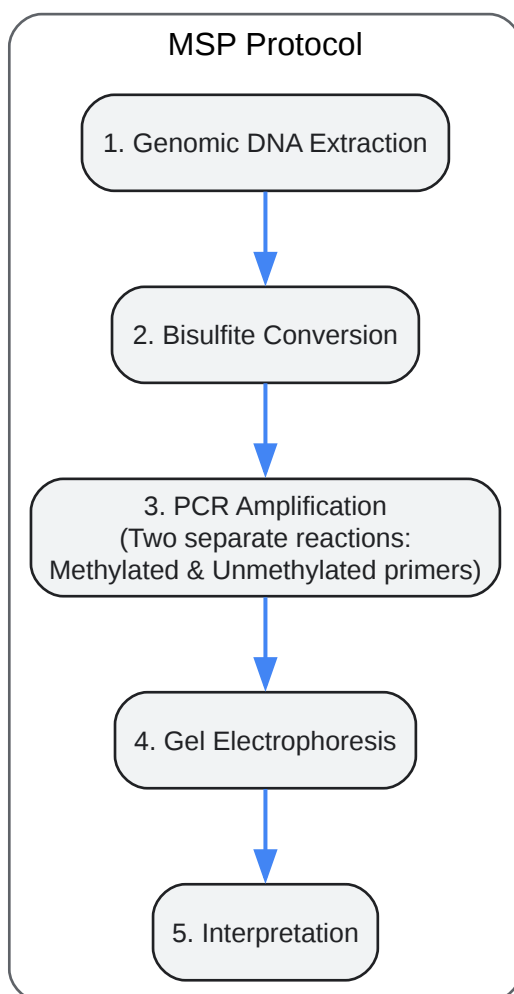 MSP Protocol
1. Genomic DNA Extraction
2. Bisulfite Conversion
3. PCR Amplification
(Two separate reactions:
Methylated & Unmethylated primers)
4. Gel Electrophoresis
5. Interpretation